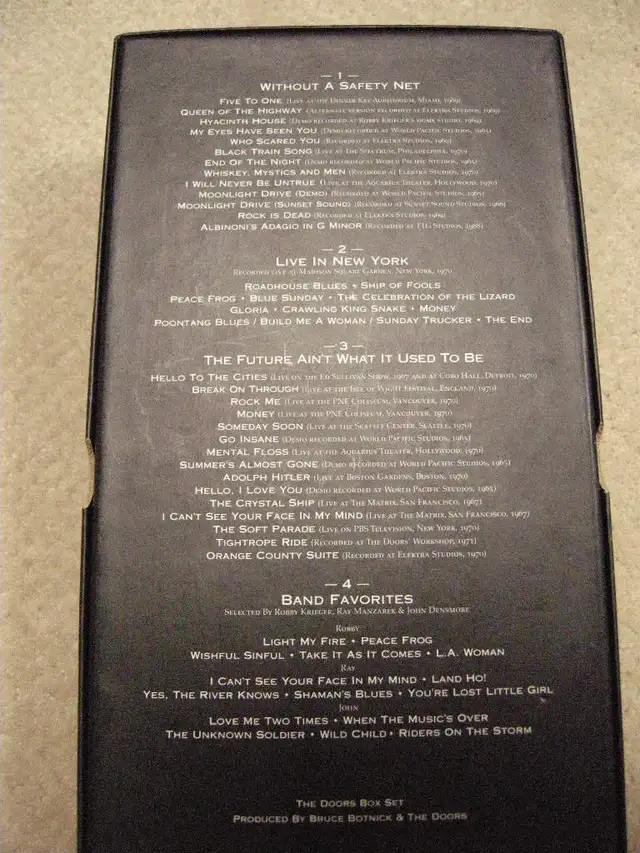 — 1 —
WITHOUT A SAFETY NET
FIVE TO ONE (LIVE AT THE DINNER KEY AUDITORIUM, MIAMI, 1969)
QUEEN OF THE HIGHWAY (ALTERNATE VERSION RECORDED AT ELEKTRA STUDIOS, 1969)
HYACINTH HOUSE (DEMO RECORDED AT ROBBY KRIEGER'S HOME STUDIO, 1969)
MY EYES HAVE SEEN YOU (DEMO RECORDED AT WORLD PACIFIC STUDIOS, 1965)
WHO SCARED YOU (RECORDED AT ELEKTRA STUDIOS, 1969)
BLACK TRAIN SONG (LIVE AT THE SPECTRUM, PHILADELPHIA, 1970)
END OF THE NIGHT (DEMO RECORDED AT WORLD PACIFIC STUDIOS, 1965)
WHISKEY, MYSTICS AND MEN (RECORDED AT ELEKTRA STUDIOS, 1970)
I WILL NEVER BE UNTRUE (LIVE AT THE AQUARIUS THEATER, HOLLYWOOD, 1970)
MOONLIGHT DRIVE (DEMO) (RECORDED AT WORLD PACIFIC STUDIOS, 1965)
MOONLIGHT DRIVE (SUNSET SOUND) (RECORDED AT SUNSET SOUND STUDIOS, 1966)
ROCK IS DEAD (RECORDED AT ELEKTRA STUDIOS, 1969)
ALBINONI'S ADAGIO IN G MINOR (RECORDED AT TTG STUDIOS, 1968)
— 2 —
LIVE IN NEW YORK
RECORDED LIVE AT MADISON SQUARE GARDEN, NEW YORK, 1970
ROADHOUSE BLUES • SHIP OF FOOLS
PEACE FROG • BLUE SUNDAY • THE CELEBRATION OF THE LIZARD
GLORIA • CRAWLING KING SNAKE • MONEY
POONTANG BLUES / BUILD ME A WOMAN / SUNDAY TRUCKER • THE END
— 3 —
THE FUTURE AIN'T WHAT IT USED TO BE
HELLO TO THE CITIES (LIVE ON THE ED SULLIVAN SHOW, 1967 AND AT COBO HALL, DETROIT, 1970)
BREAK ON THROUGH (LIVE AT THE ISLE OF WIGHT FESTIVAL, ENGLAND, 1970)
ROCK ME (LIVE AT THE PNE COLISEUM, VANCOUVER, 1970)
MONEY (LIVE AT THE PNE COLISEUM, VANCOUVER, 1970)
SOMEDAY SOON (LIVE AT THE SEATTLE CENTER, SEATTLE, 1970)
GO INSANE (DEMO RECORDED AT WORLD PACIFIC STUDIOS, 1965)
MENTAL FLOSS (LIVE AT THE AQUARIUS THEATER, HOLLYWOOD, 1970)
SUMMER'S ALMOST GONE (DEMO RECORDED AT WORLD PACIFIC STUDIOS, 1965)
ADOLPH HITLER (LIVE AT BOSTON GARDENS, BOSTON, 1970)
HELLO, I LOVE YOU (DEMO RECORDED AT WORLD PACIFIC STUDIOS, 1965)
THE CRYSTAL SHIP (LIVE AT THE MATRIX, SAN FRANCISCO, 1967)
I CAN'T SEE YOUR FACE IN MY MIND (LIVE AT THE MATRIX, SAN FRANCISCO, 1967)
THE SOFT PARADE (LIVE ON PBS TELEVISION, NEW YORK, 1970)
TIGHTROPE RIDE (RECORDED AT THE DOORS' WORKSHOP, 1971)
ORANGE COUNTY SUITE (RECORDED AT ELEKTRA STUDIOS, 1970)
— 4 —
BAND FAVORITES
SELECTED BY ROBBY KRIEGER, RAY MANZAREK & JOHN DENSMORE
ROBBY
LIGHT MY FIRE • PEACE FROG
WISHFUL SINFUL • TAKE IT AS IT COMES • L.A. WOMAN
RAY
I CAN'T SEE YOUR FACE IN MY MIND • LAND HO!
YES, THE RIVER KNOWS • SHAMAN'S BLUES • YOU'RE LOST LITTLE GIRL
JOHN
LOVE ME TWO TIMES • WHEN THE MUSIC'S OVER
THE UNKNOWN SOLDIER • WILD CHILD • RIDERS ON THE STORM
THE DOORS BOX SET
PRODUCED BY BRUCE BOTNICK & THE DOORS